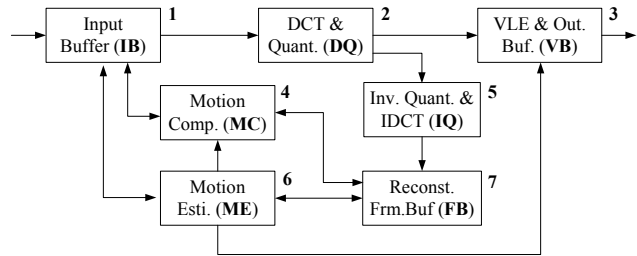 1
Input
Buffer (IB)
2
DCT &
Quant. (DQ)
3
VLE & Out.
Buf. (VB)
4
Motion
Comp. (MC)
5
Inv. Quant. &
IDCT (IQ)
6
Motion
Esti. (ME)
7
Reconst.
Frm.Buf (FB)